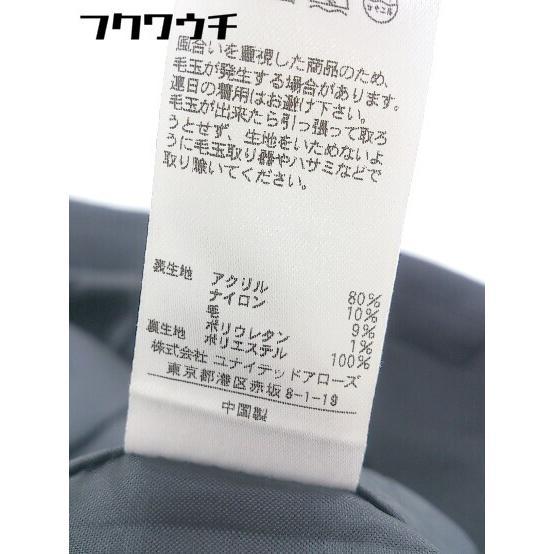 フクワウチ
風合いを重視した商品のため、
毛玉が発生する場合があります。
連日の着用はお避け下さい。
毛玉が出来たら引っ張って取ろ
うとせず、生地をいためないよ
うに毛玉取り器やハサミなどで
取り除いてください。
表生地 アクリル 80%
ナイロン 10%
毛 9%
ポリウレタン 1%
裏生地 ポリエステル 100%
株式会社 ユナイテッドアローズ
東京都港区赤坂8-1-19
中国製